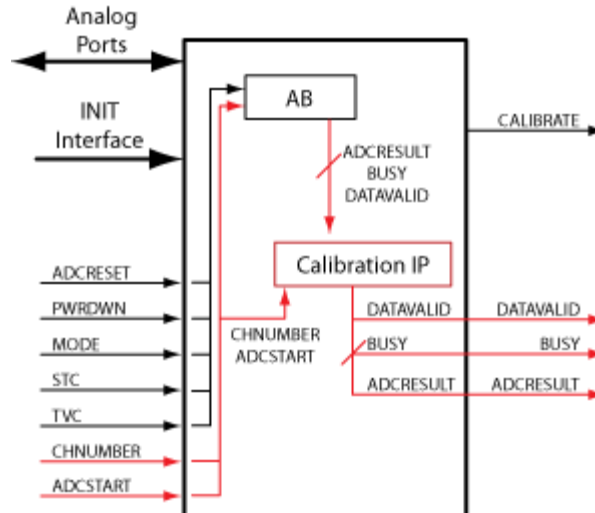 Analog
Ports
INIT
Interface
AB
CALIBRATE
ADCRESULT
BUSY
DATAVALID
Calibration IP
ADCRESET
PWRDWN
MODE
STC
TVC
CHNUMBER
ADCSTART
CHNUMBER
ADCSTART
DATAVALID
DATAVALID
BUSY
BUSY
ADCRESULT
ADCRESULT